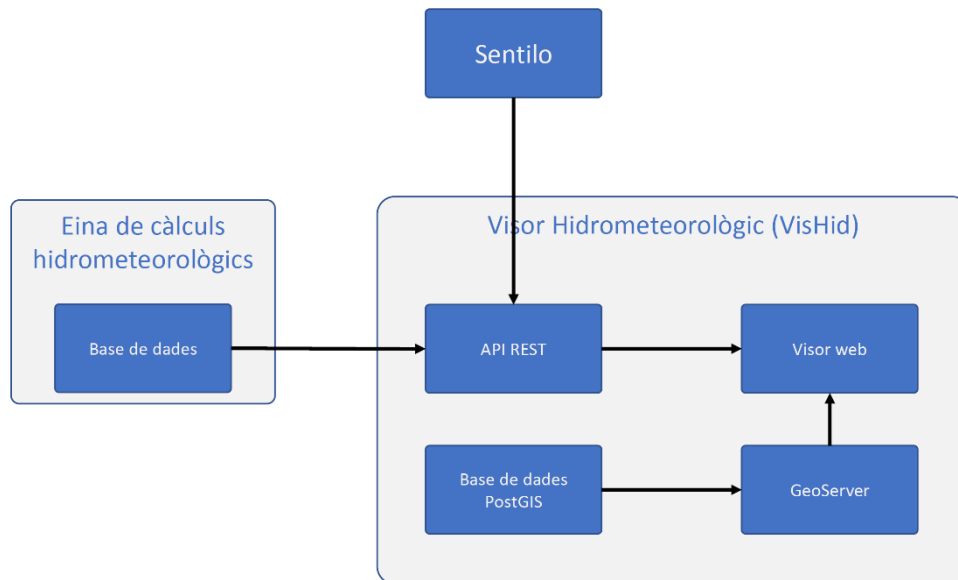 Sentilo
Eina de càlculs
hidrometeorològics
Visor Hidrometeorològic (VisHid)
Base de dades
API REST
Visor web
Base de dades
PostGIS
GeoServer